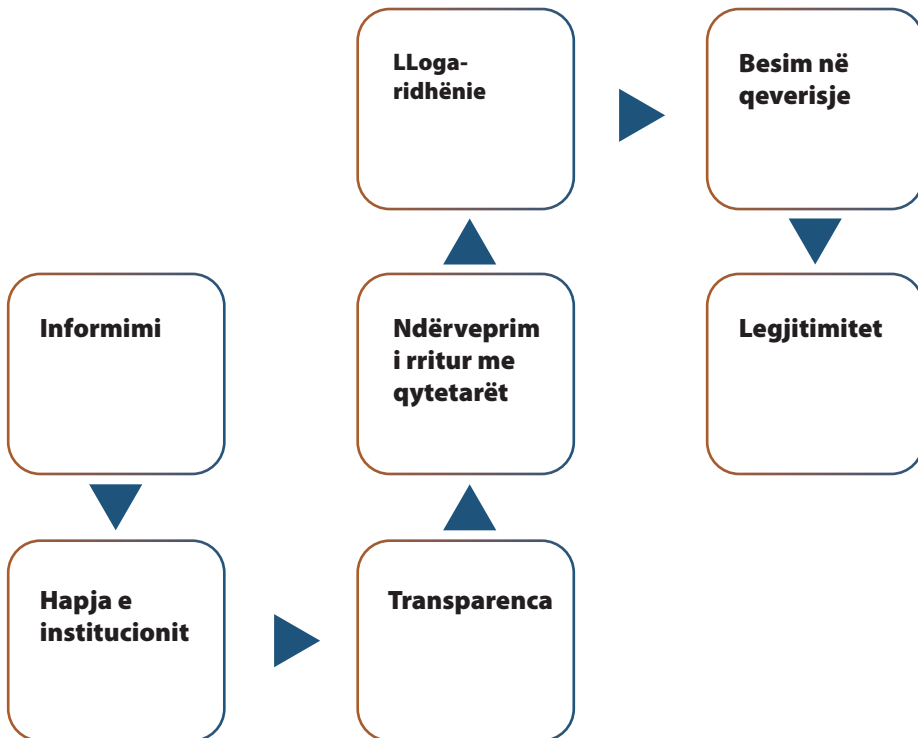 LLoga-
ridhënie
Besim në
qeverisje
Informimi
Ndërveprim
i rritur me
qytetarët
Legjitimitet
Hapja e
institucionit
Transparenca